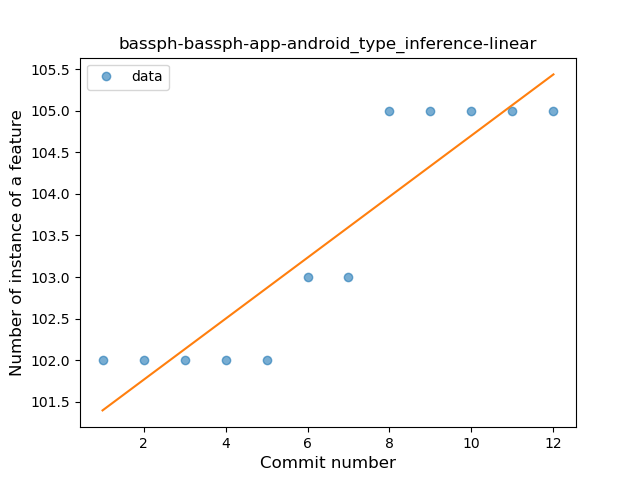 bassph-bassph-app-android_type_inference-linear
data
Number of instance of a feature
105.5
105.0
104.5
104.0
103.5
103.0
102.5
102.0
101.5
2 4 6 8 10 12
Commit number